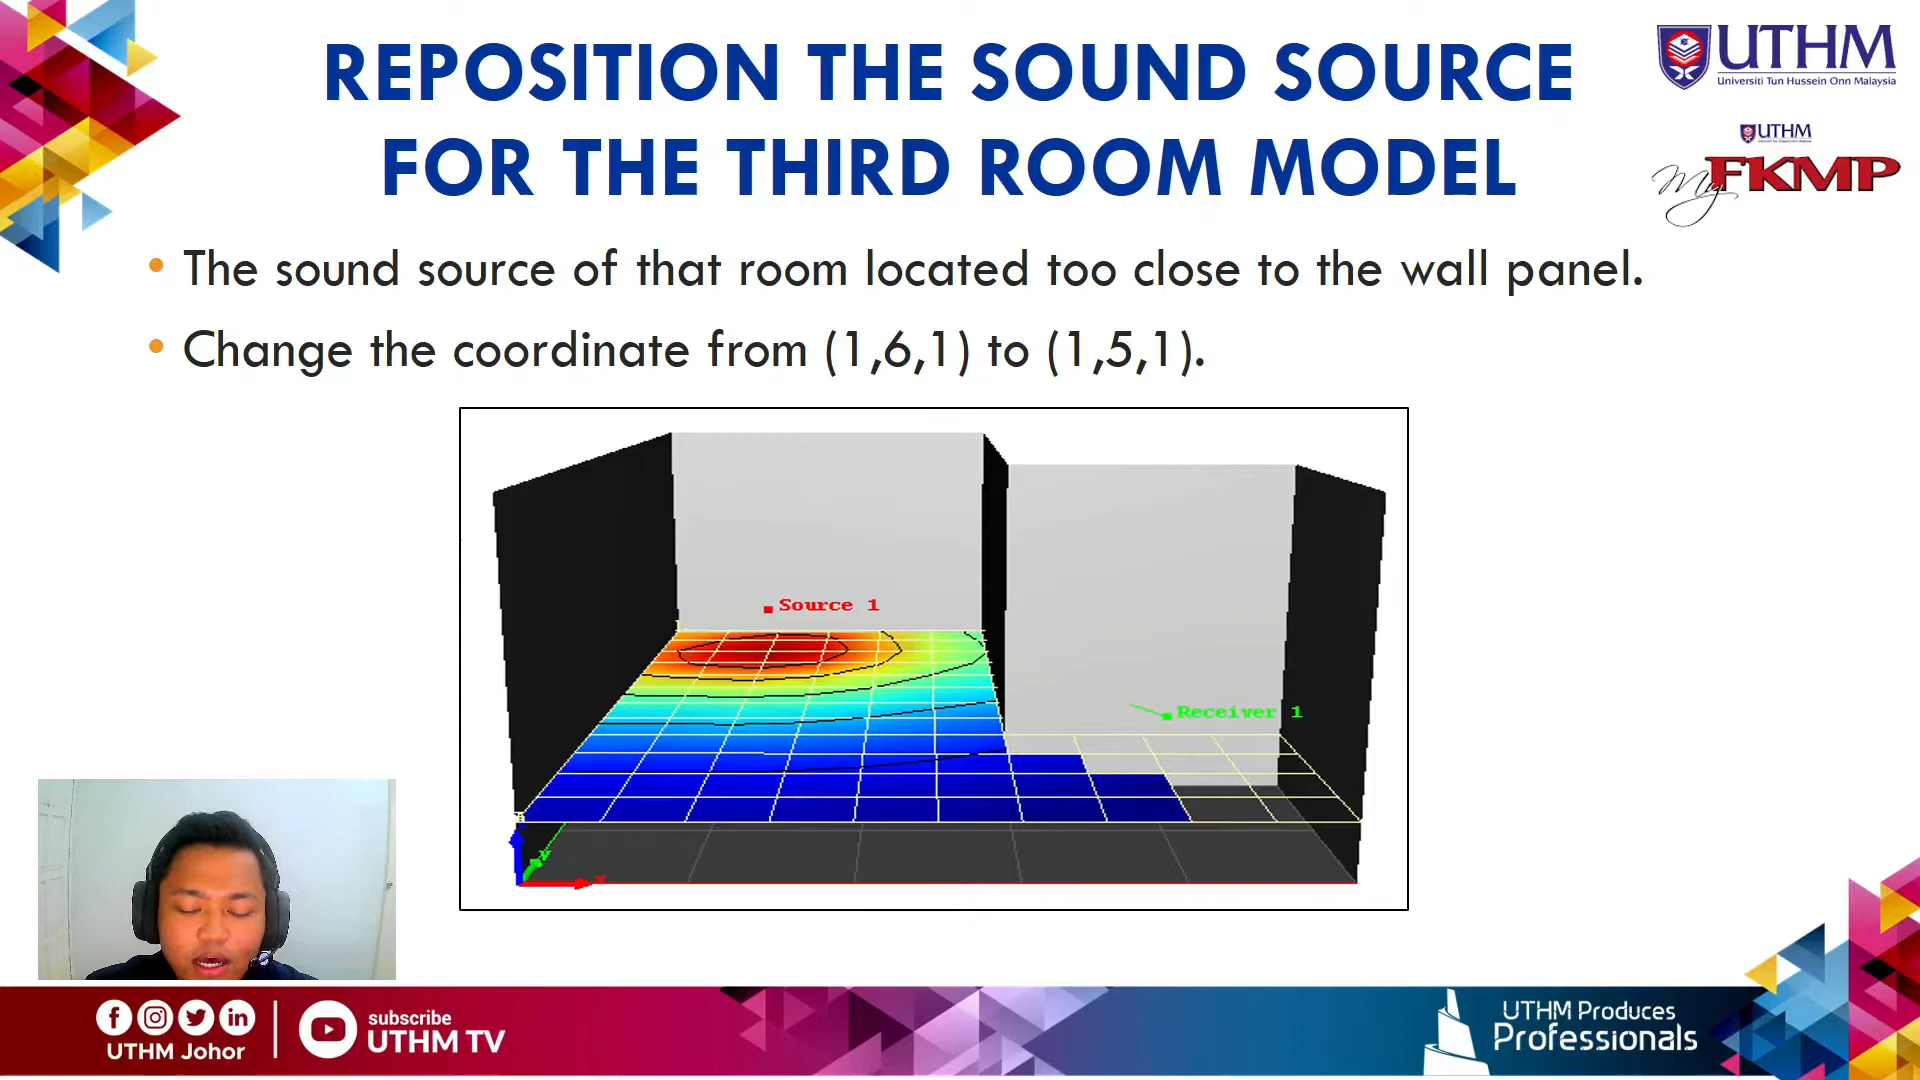 REPOSITION THE SOUND SOURCE
FOR THE THIRD ROOM MODEL
UTHM
Universiti Tun Hussein Onn Malaysia
UTHM
My FKMP
• The sound source of that room located too close to the wall panel.
• Change the coordinate from (1,6,1) to (1,5,1).
Source 1
Receiver 1
y
x
UTHM Johor
subscribe
UTHM TV
UTHM Produces
Professionals